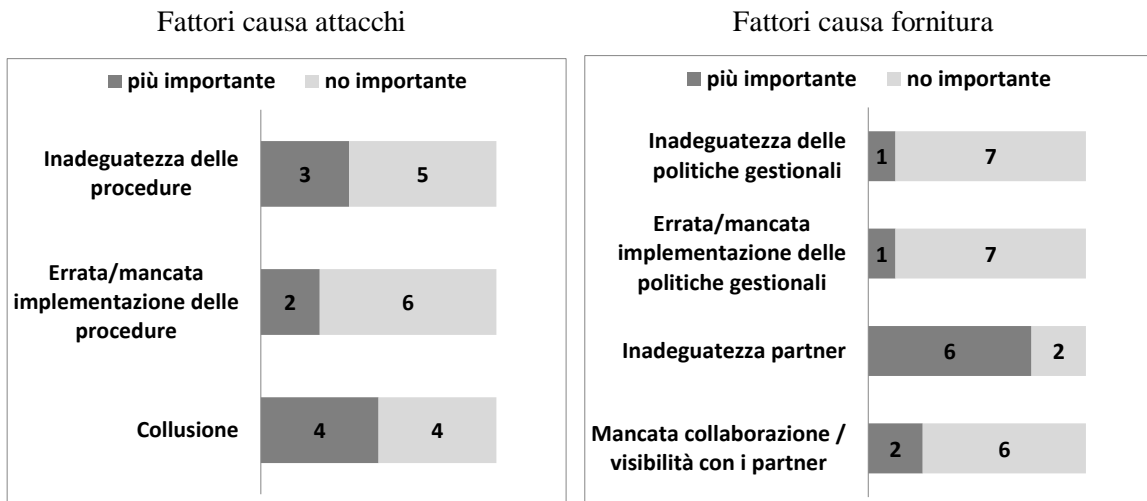 Fattori causa attacchi
più importante no importante
Inadeguatezza delle
procedure
3 5
Errata/mancata
implementazione delle
procedure
2 6
Collusione
4 4
Fattori causa fornitura
più importante no importante
Inadeguatezza delle
politiche gestionali
1 7
Errata/mancata
implementazione delle
politiche gestionali
1 7
Inadeguatezza partner
6 2
Mancata collaborazione /
visibilità con i partner
2 6